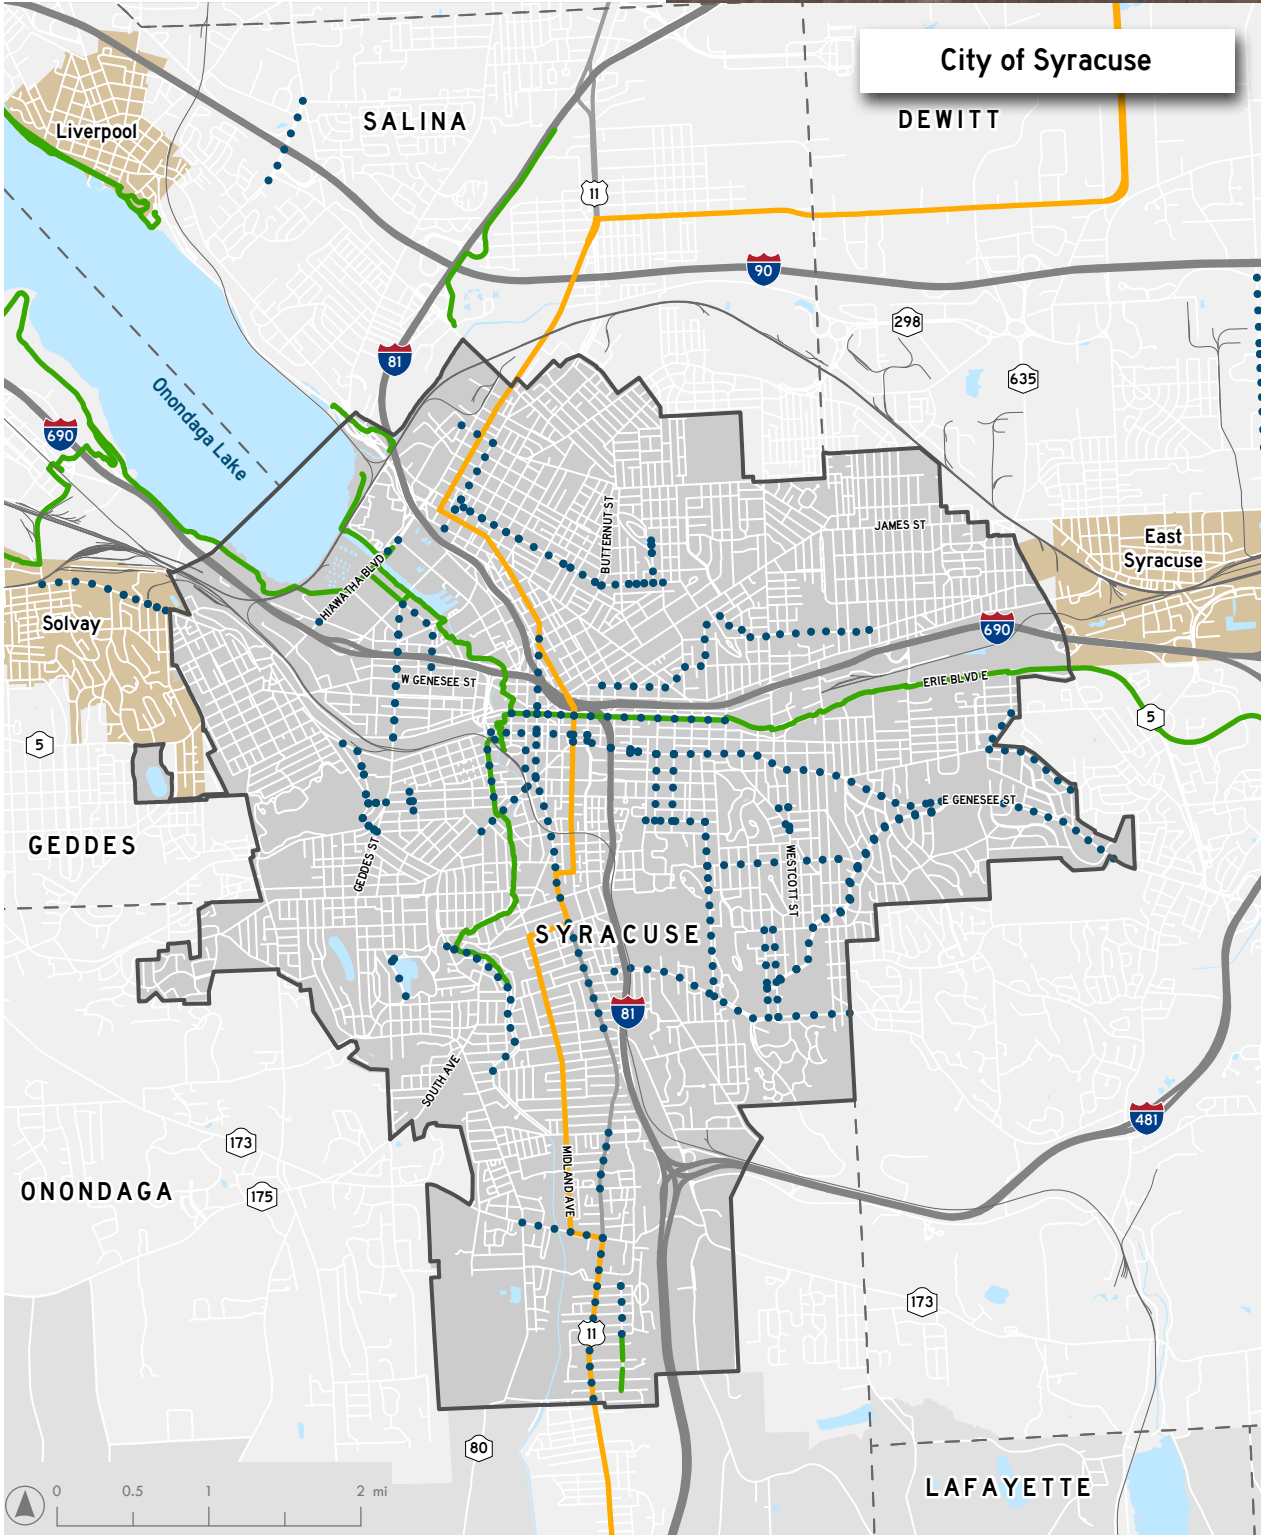 City of Syracuse
SALINA
DEWITT
Liverpool
11
90
298
81
635
Onondaga Lake
690
BUTTERNUT ST
JAMES ST
East
Syracuse
HIAWATHA BLVD
Solvay
690
W GENESEE ST
ERIE BLVD E
5
5
E GENESEE ST
GEDDES
GEDDES ST
WESTCOTT ST
SYRACUSE
81
SOUTH AVE
481
173
MIDLAND AVE
ONONDAGA
175
173
11
80
LAFAYETTE
0 0.5 1 2 mi